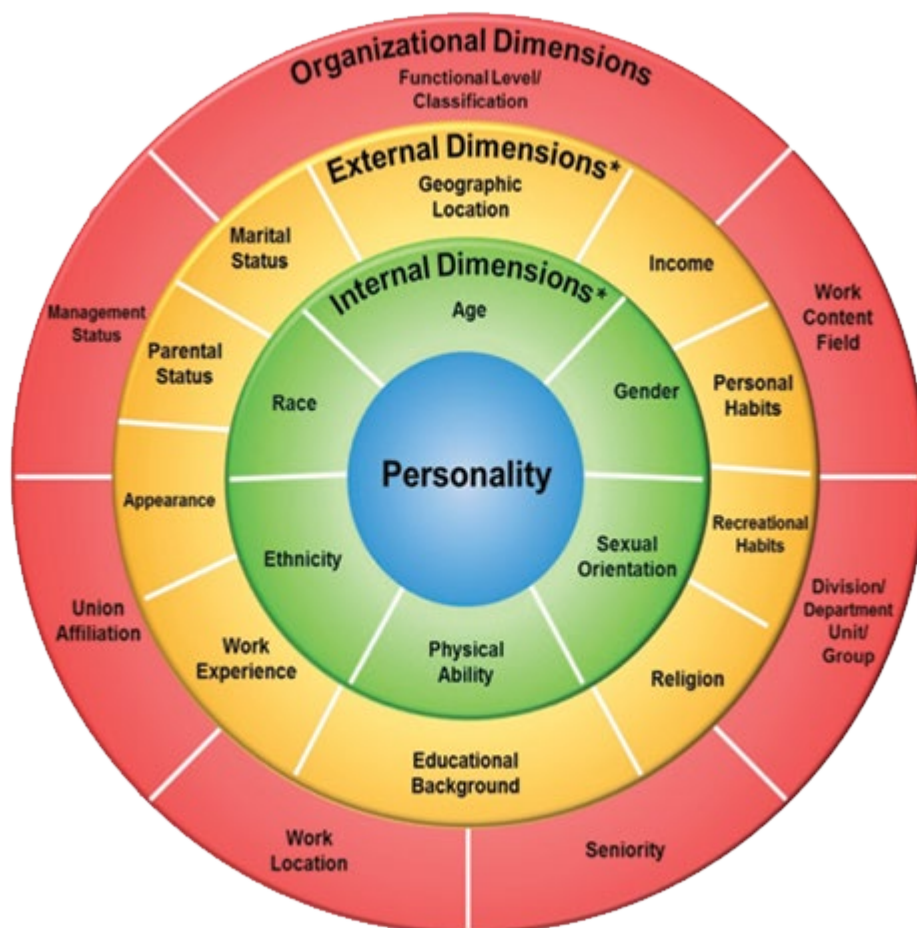 Organizational Dimensions
Functional Level/
Classification
External Dimensions*
Geographic
Location
Marital
Status
Income
Internal Dimensions*
Age
Management
Status
Work
Content
Field
Parental
Status
Personal
Habits
Race
Gender
Personality
Appearance
Recreational
Habits
Ethnicity
Sexual
Orientation
Union
Affiliation
Division/
Department
Unit/
Group
Work
Experience
Physical
Ability
Religion
Educational
Background
Work
Location
Seniority